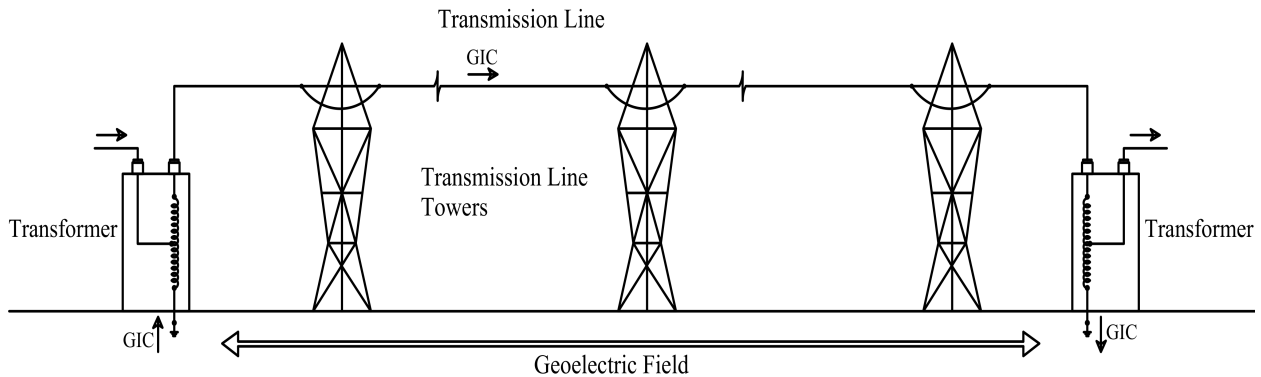 Transmission Line
GIC
Transmission Line
Towers
Transformer
Transformer
GIC
GIC
Geoelectric Field